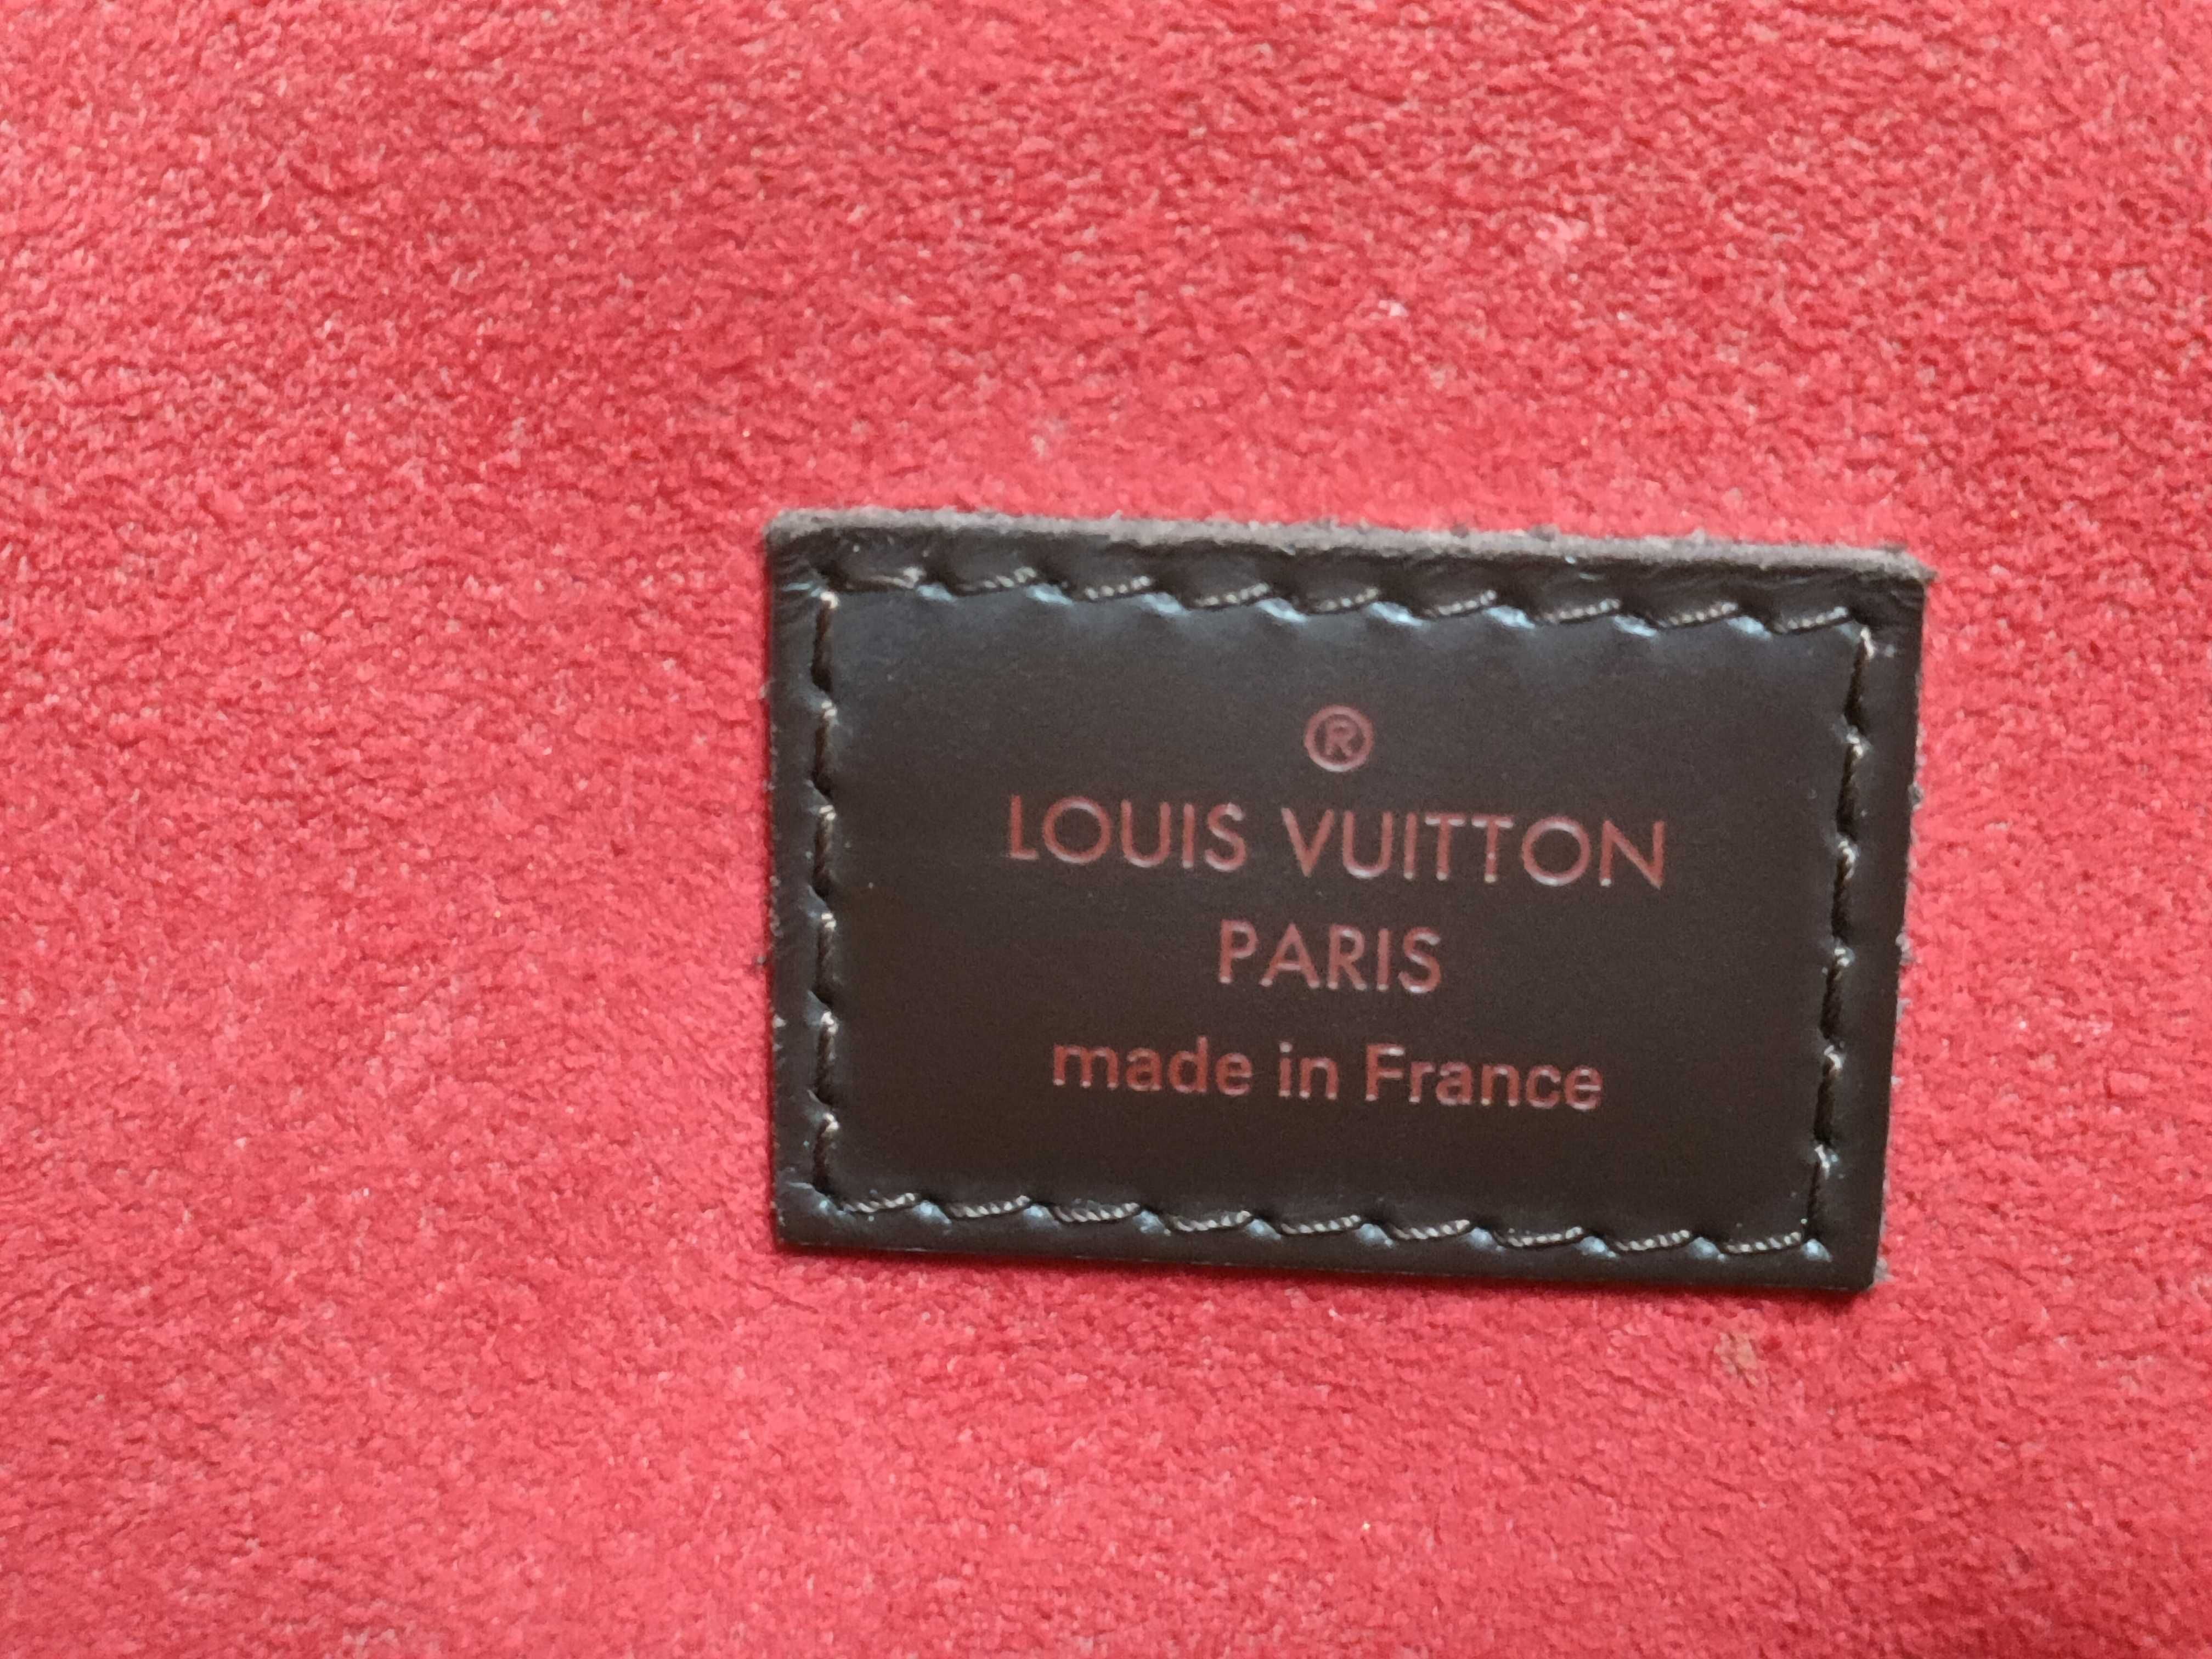 ®
LOUIS VUITTON
PARIS
made in France